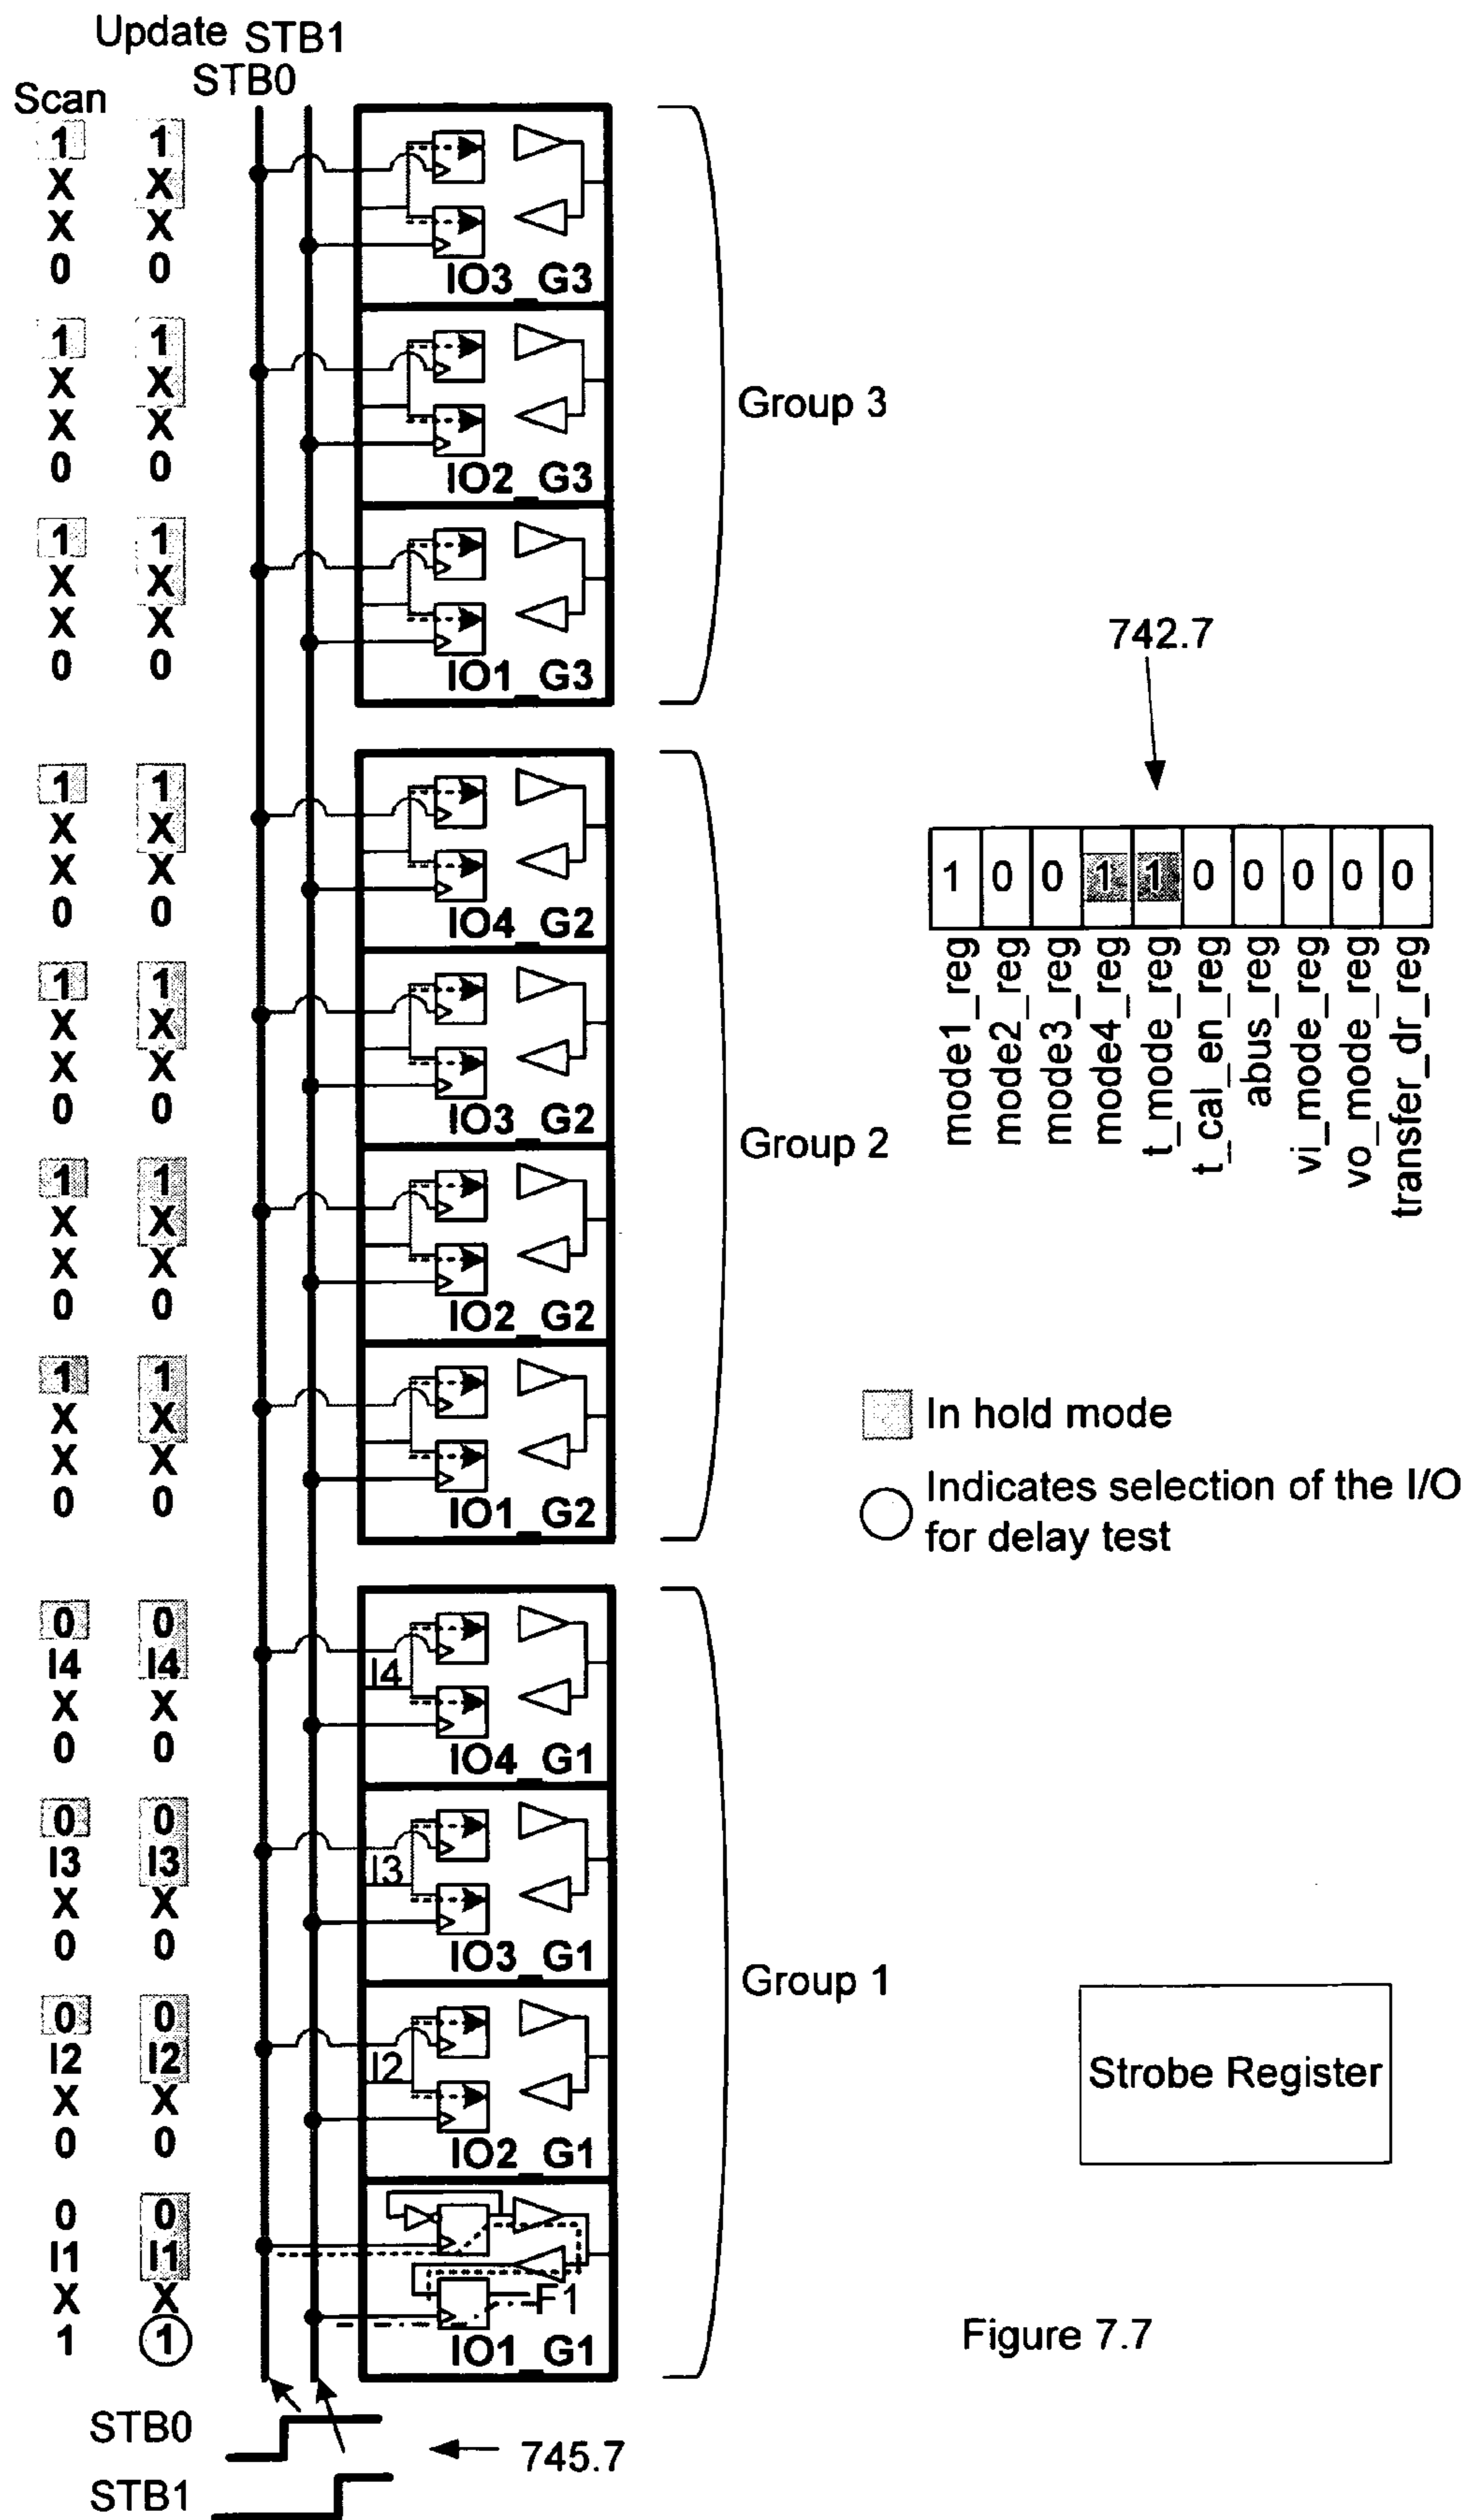 Update STB1
STB0
Scan
1 1
X X
X X
0 0
IO3_G3
1 1
X X
X X
0 0
IO2_G3
Group 3
1 1
X X
X X
0 0
IO1_G3
742.7
1 1
X X
X X
0 0
IO4_G2
1 0 0 1 1 0 0 0 0 0
mode1_reg
mode2_reg
mode3_reg
mode4_reg
t_mode_reg
t_cal_en_reg
abus_reg
vi_mode_reg
vo_mode_reg
transfer_dr_reg
1 1
X X
X X
0 0
IO3_G2
Group 2
1 1
X X
X X
0 0
IO2_G2
1 1
X X
X X
0 0
IO1_G2
In hold mode
Indicates selection of the I/O
for delay test
0 0
I4 I4 I4
X X
0 0
IO4_G1
0 0
I3 I3 I3
X X
0 0
IO3_G1
Group 1
0 0
I2 I2 I2
X X
0 0
IO2_G1
Strobe Register
0 0
I1 I1
X X F1
1 1
IO1_G1
Figure 7.7
STB0
745.7
STB1